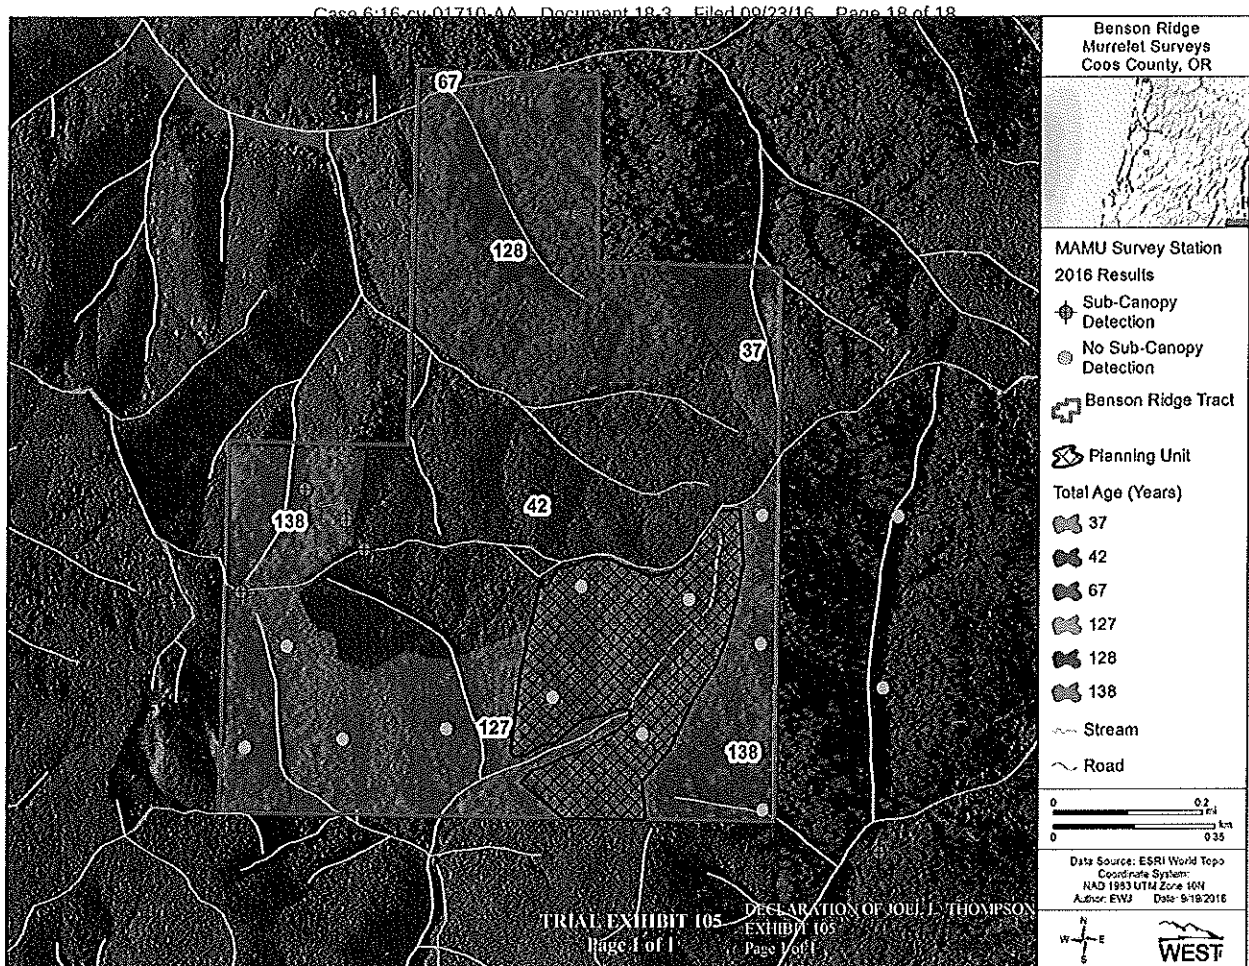 Case 6:16-cv-01710-AA Document 18-3 Filed 09/23/16 Page 18 of 18
67
128
37
42
138
127
138
TRIAL EXHIBIT 105
Page 1 of 1
DECLARATION OF JOEL L. THOMPSON
EXHIBIT 105
Page 1 of 1
Benson Ridge
Murrelet Surveys
Coos County, OR
MAMU Survey Station
2016 Results
Sub-Canopy
Detection
No Sub-Canopy
Detection
Benson Ridge Tract
Planning Unit
Total Age (Years)
37
42
67
127
128
138
Stream
Road
0 0.2
mi
km
0 0.35
Data Source: ESRI World Topo
Coordinate System:
NAD 1983 UTM Zone 10N
Author: EWJ Date: 9/19/2016
N
W E
S
WEST